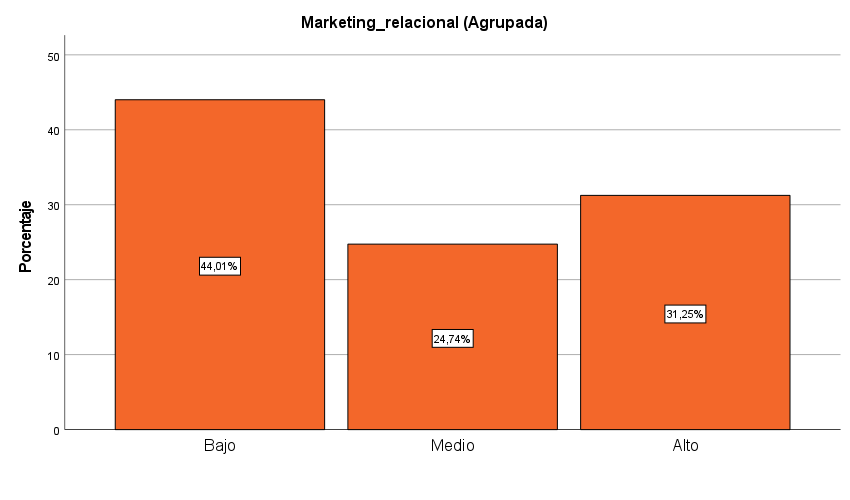 Marketing_relacional (Agrupada)
Porcentaje
50
40
30
20
10
0
44,01%
24,74%
31,25%
Bajo
Medio
Alto